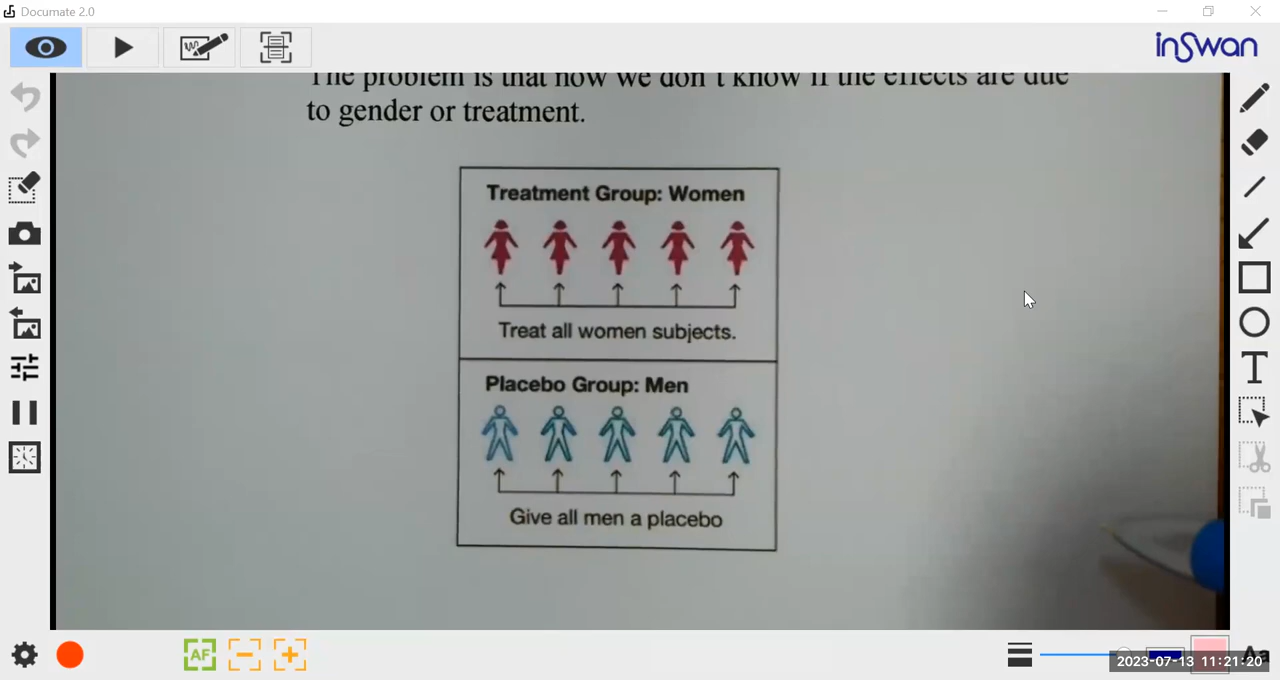 Documate 2.0
inSwan
The problem is that now we don't know if the effects are due
to gender or treatment.
Treatment Group: Women
Treat all women subjects.
Placebo Group: Men
Give all men a placebo
T
AF
Aa
2023-07-13 11:21:20